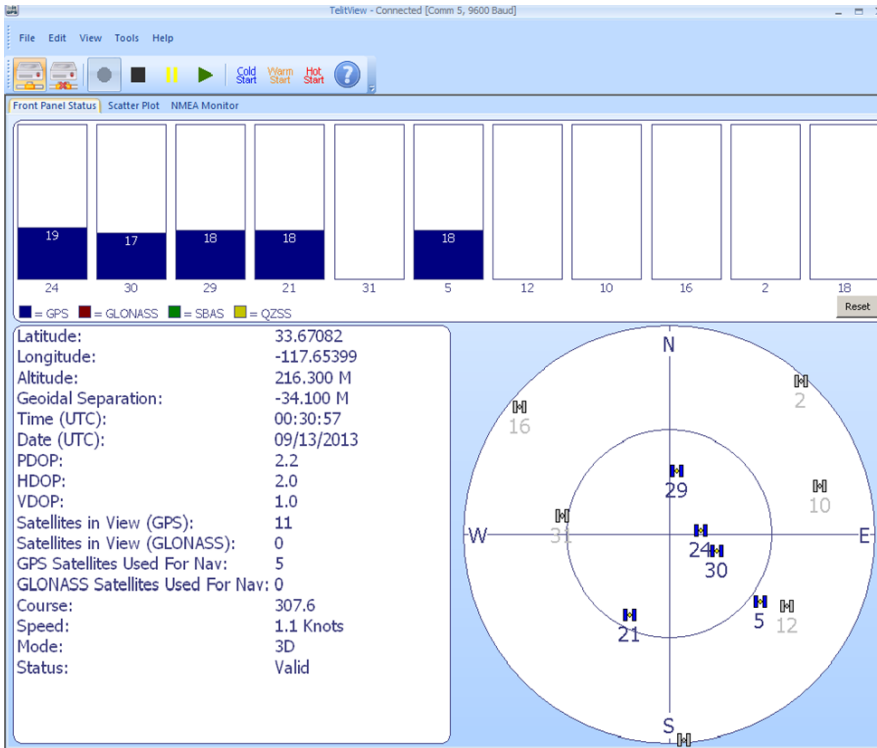 TelitView - Connected [Comm 5, 9600 Baud]
File Edit View Tools Help
Cold Start Warm Start Hot Start ?
Front Panel Status Scatter Plot NMEA Monitor
19 17 18 18 18
24 30 29 21 31 5 12 10 16 2 18
= GPS = GLONASS = SBAS = QZSS
Reset
Latitude: 33.67082
Longitude: -117.65399
Altitude: 216.300 M
Geoidal Separation: -34.100 M
Time (UTC): 00:30:57
Date (UTC): 09/13/2013
PDOP: 2.2
HDOP: 2.0
VDOP: 1.0
Satellites in View (GPS): 11
Satellites in View (GLONASS): 0
GPS Satellites Used For Nav: 5
GLONASS Satellites Used For Nav: 0
Course: 307.6
Speed: 1.1 Knots
Mode: 3D
Status: Valid
N
2
16
29
10
W 31 E
24
30
5 12
21
S